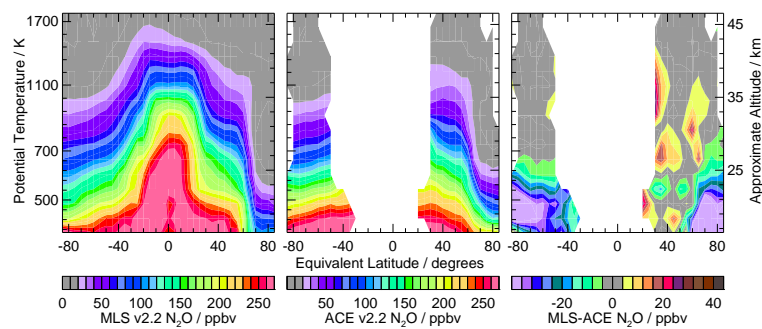 Potential Temperature / K
1700
1100
700
500
-80 -40 0 40 80
-80 -40 0 40 80
-80 -40 0 40 80
45
35
25
22
Approximate Altitude / km
Equivalent Latitude / degrees
0 50 100 150 200 250
MLS v2.2 N₂O / ppbv
0 50 100 150 200 250
ACE v2.2 N₂O / ppbv
-20 0 20 40
MLS-ACE N₂O / ppbv